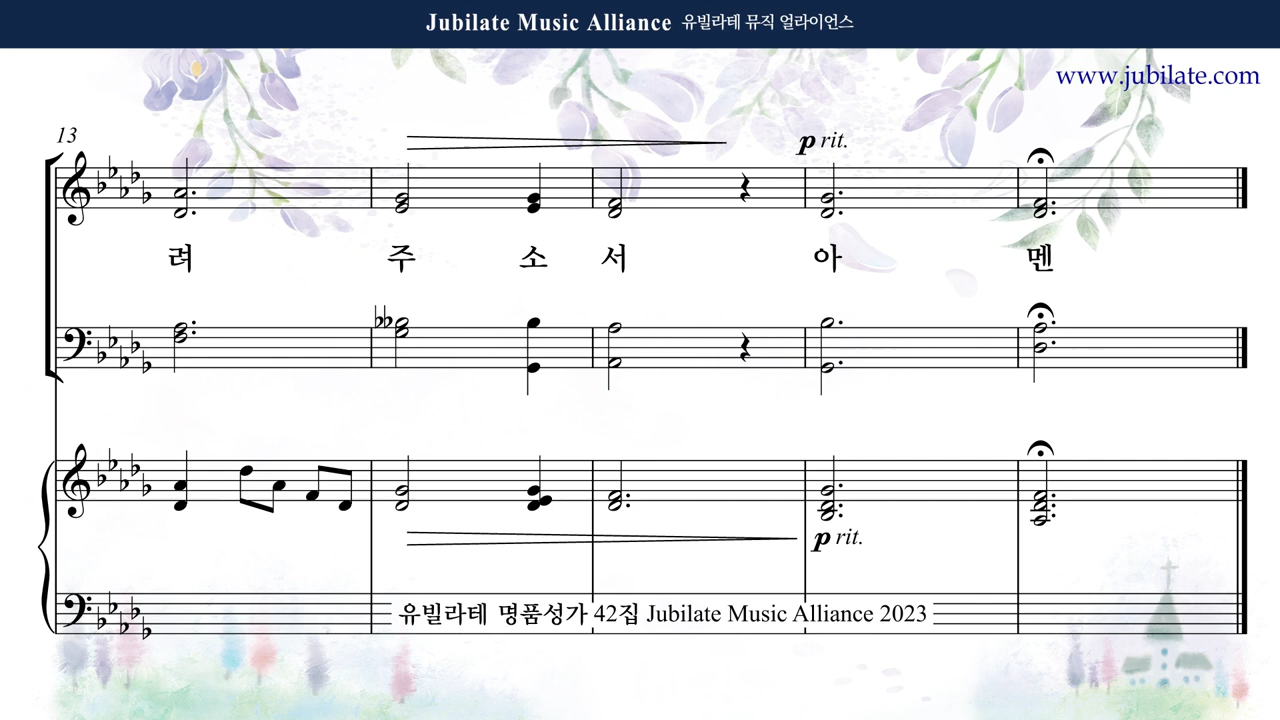 Jubilate Music Alliance 유빌라테 뮤직 얼라이언스
www.jubilate.com
13
p rit.
려 주 소 서 아 멘
p rit.
유빌라테 명품성가 42집 Jubilate Music Alliance 2023